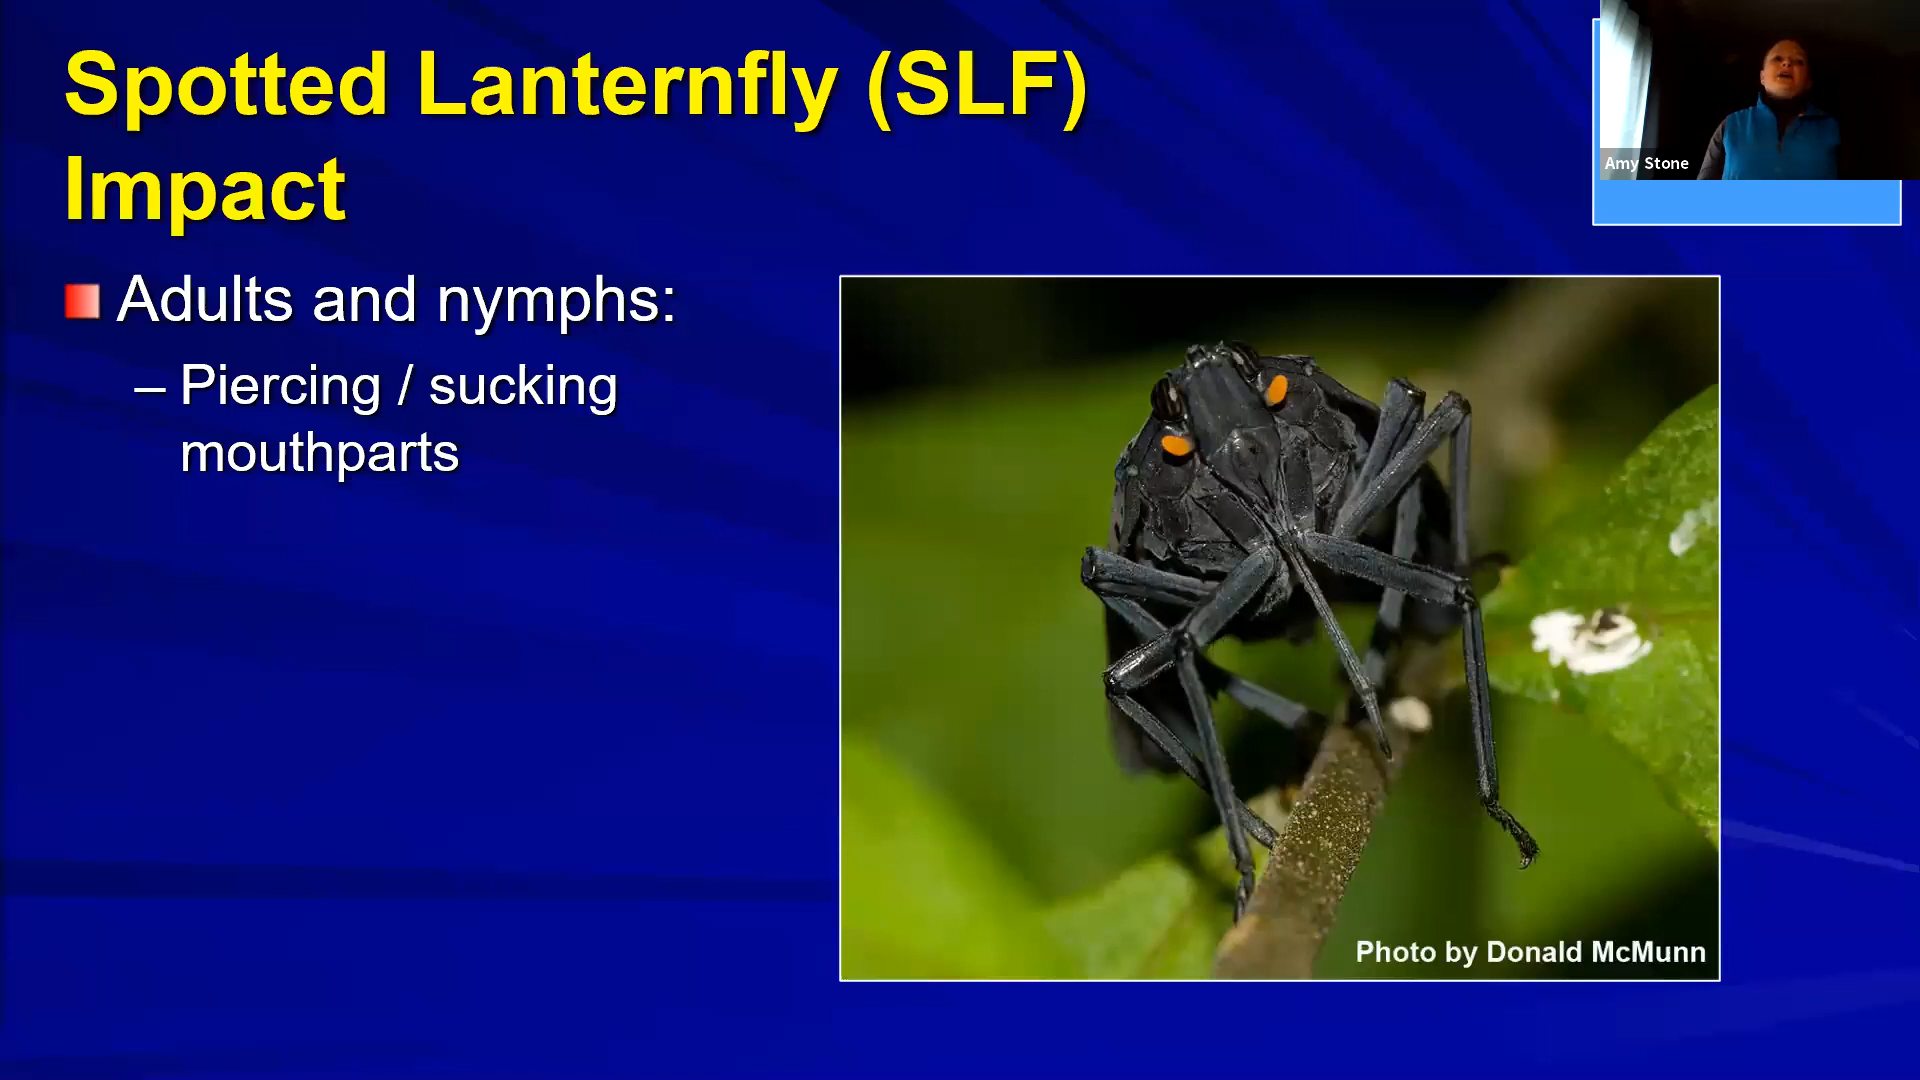 Spotted Lanternfly (SLF)
Impact
Adults and nymphs:
– Piercing / sucking
mouthparts
Amy Stone
Photo by Donald McMunn